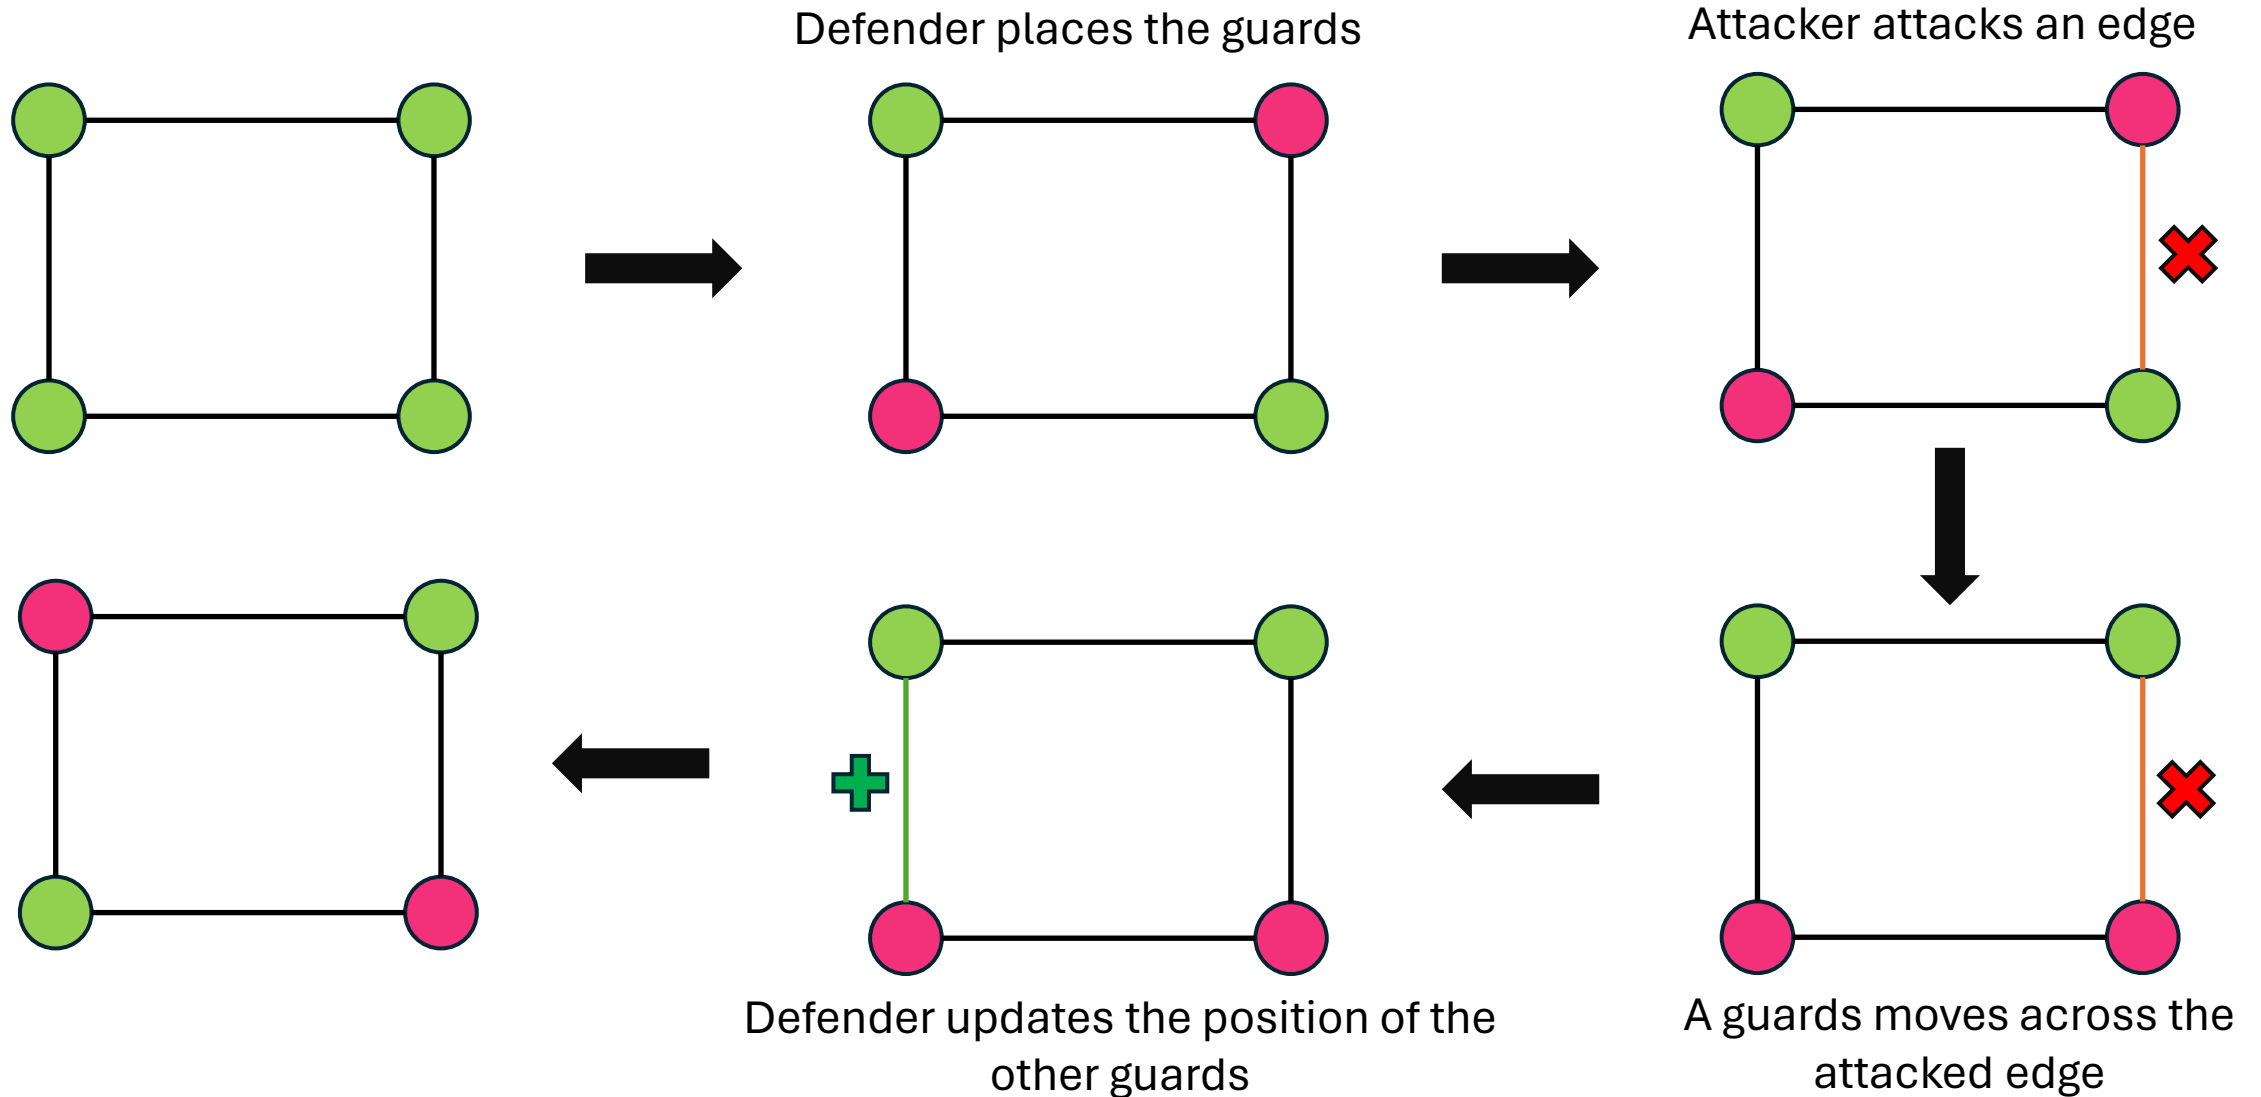 Defender places the guards
Attacker attacks an edge
Defender updates the position of the
other guards
A guards moves across the
attacked edge